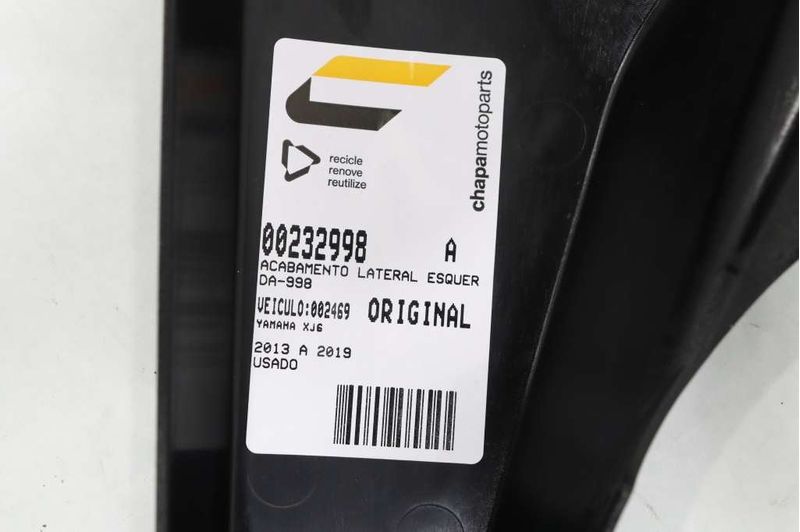 chapamotoparts
recicle
renove
reutilize
00232998 A
ACABAMENTO LATERAL ESQUER
DA-998
VEICULO:002469 ORIGINAL
YAMAHA XJ6
2013 A 2019
USADO